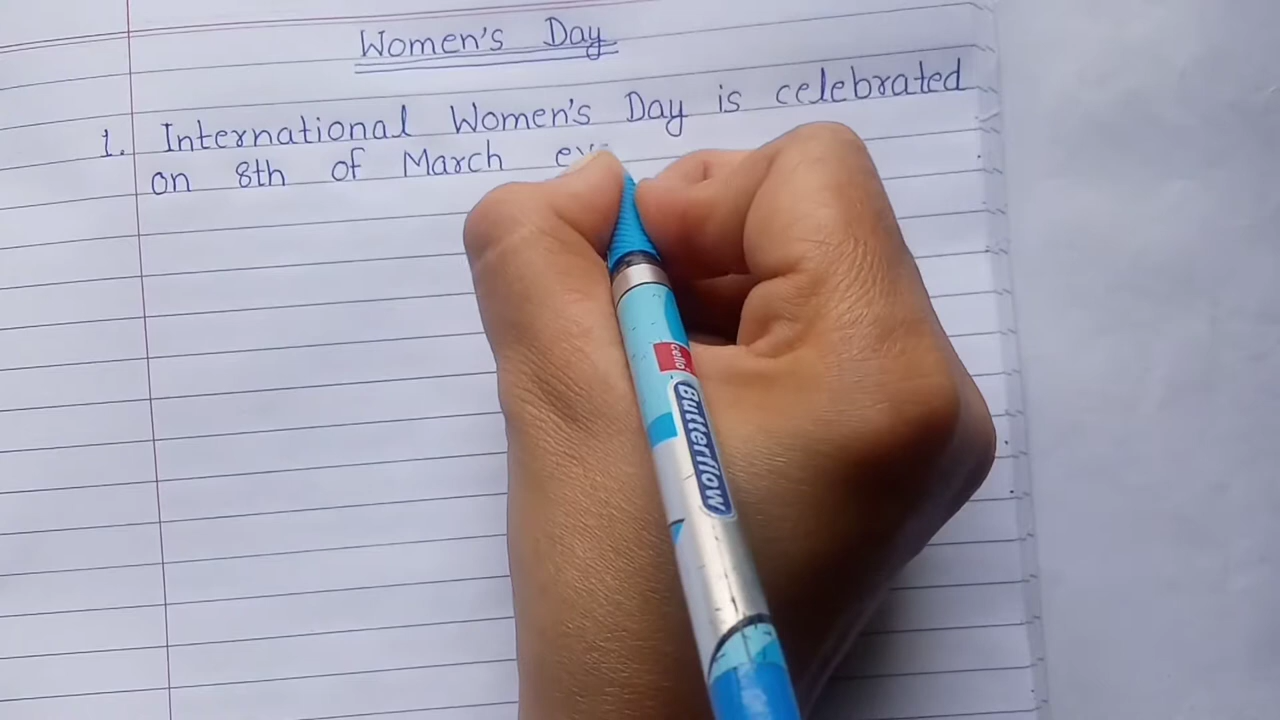 Women's Day
1. International Women's Day is celebrated
on 8th of March
Cello
Butterflow